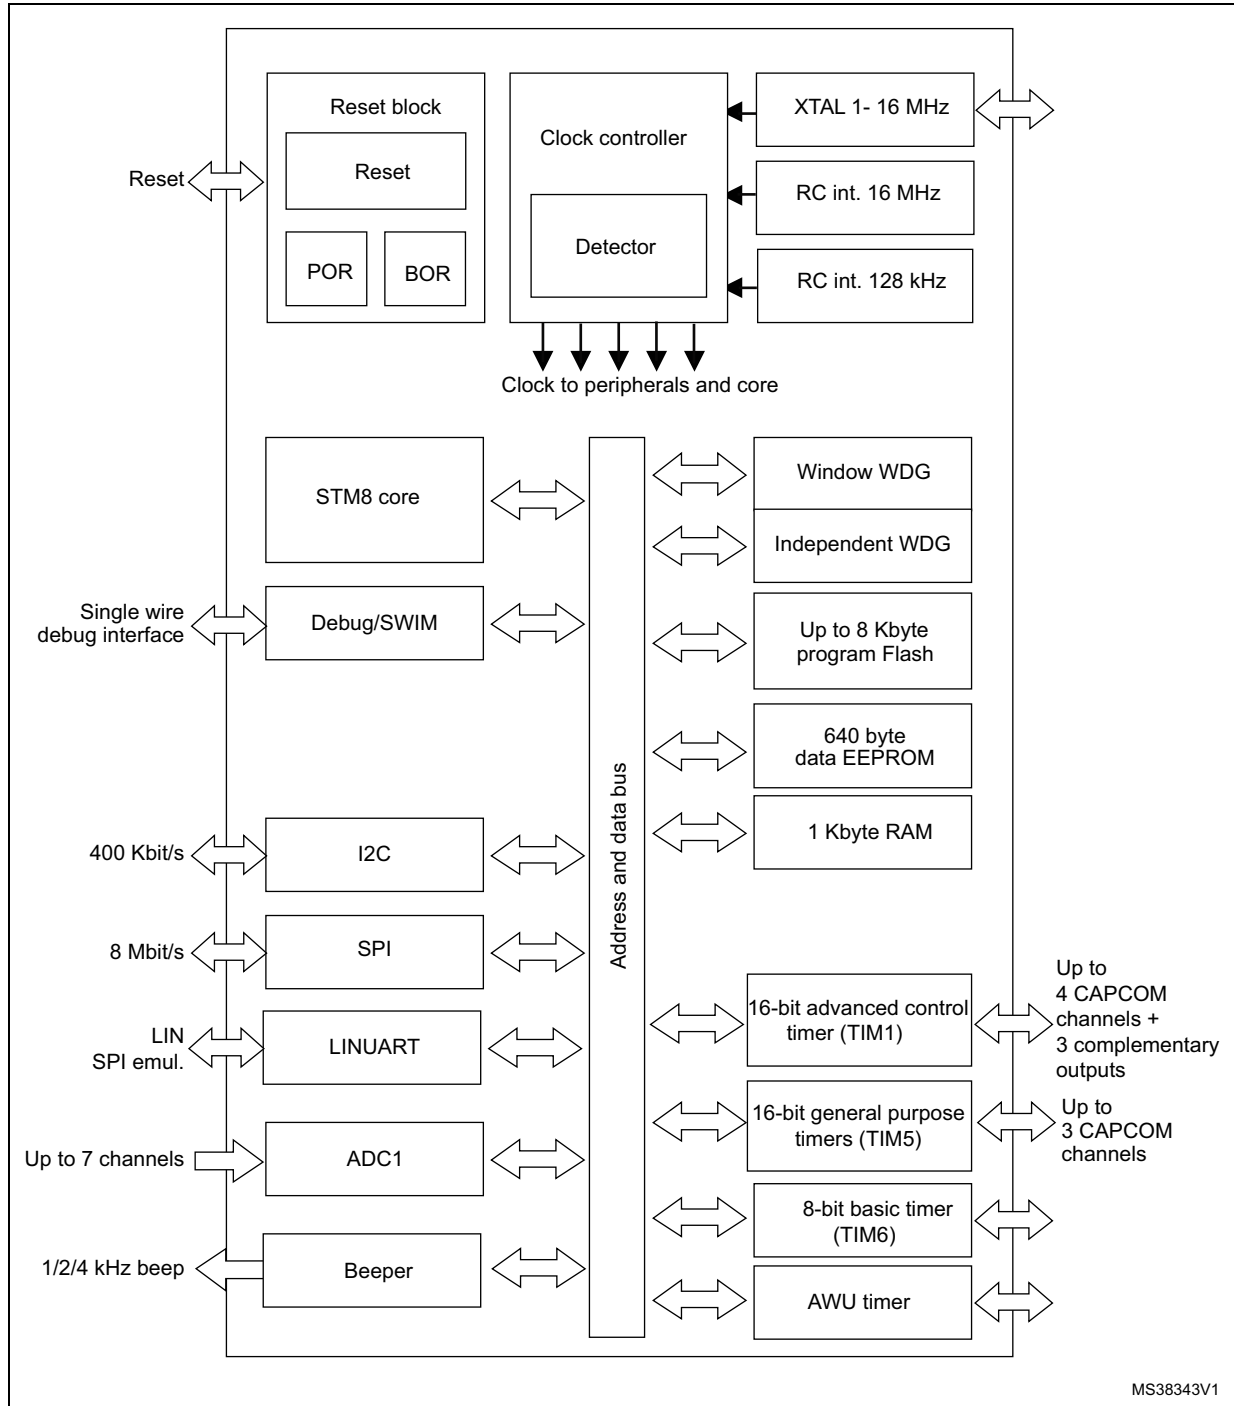 Reset block
Reset
POR
BOR
Reset
Clock controller
Detector
XTAL 1- 16 MHz
RC int. 16 MHz
RC int. 128 kHz
Clock to peripherals and core
STM8 core
Single wire
debug interface
Debug/SWIM
400 Kbit/s
I2C
8 Mbit/s
SPI
LIN
SPI emul.
LINUART
Up to 7 channels
ADC1
1/2/4 kHz beep
Beeper
Address and data bus
Window WDG
Independent WDG
Up to 8 Kbyte
program Flash
640 byte
data EEPROM
1 Kbyte RAM
16-bit advanced control
timer (TIM1)
Up to
4 CAPCOM
channels +
3 complementary
outputs
16-bit general purpose
timers (TIM5)
Up to
3 CAPCOM
channels
8-bit basic timer
(TIM6)
AWU timer
MS38343V1